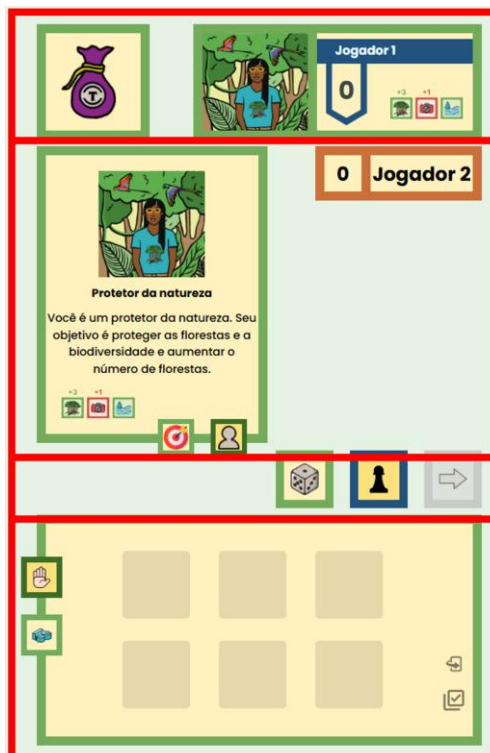 T
Jogador 1
0
+3 +1
0 Jogador 2
Protetor da natureza
Você é um protetor da natureza. Seu
objetivo é proteger as florestas e a
biodiversidade e aumentar o
número de florestas.
+3 +1